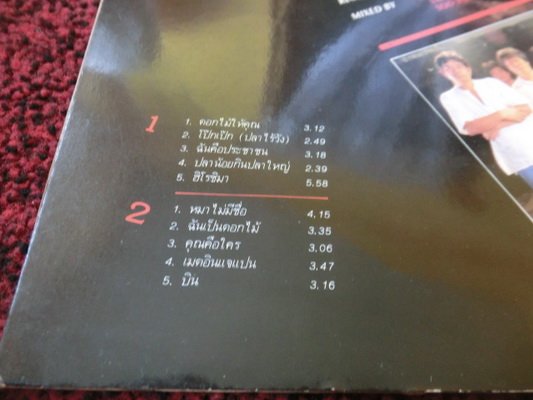 MIXED BY
1
1. ดอกไม้ให้คุณ 3.12
2. โป๊กเป๊ก (ปลาไร้วัง) 2.49
3. ฉันคือประชาชน 3.18
4. ปลาน้อยกินปลาใหญ่ 2.39
5. ฮิโรชิมา 5.58
2
1. หมาไม่มีชื่อ 4.15
2. ฉันเป็นดอกไม้ 3.35
3. คุณคือใคร 3.06
4. เมดอินแจแปน 3.47
5. บิน 3.16